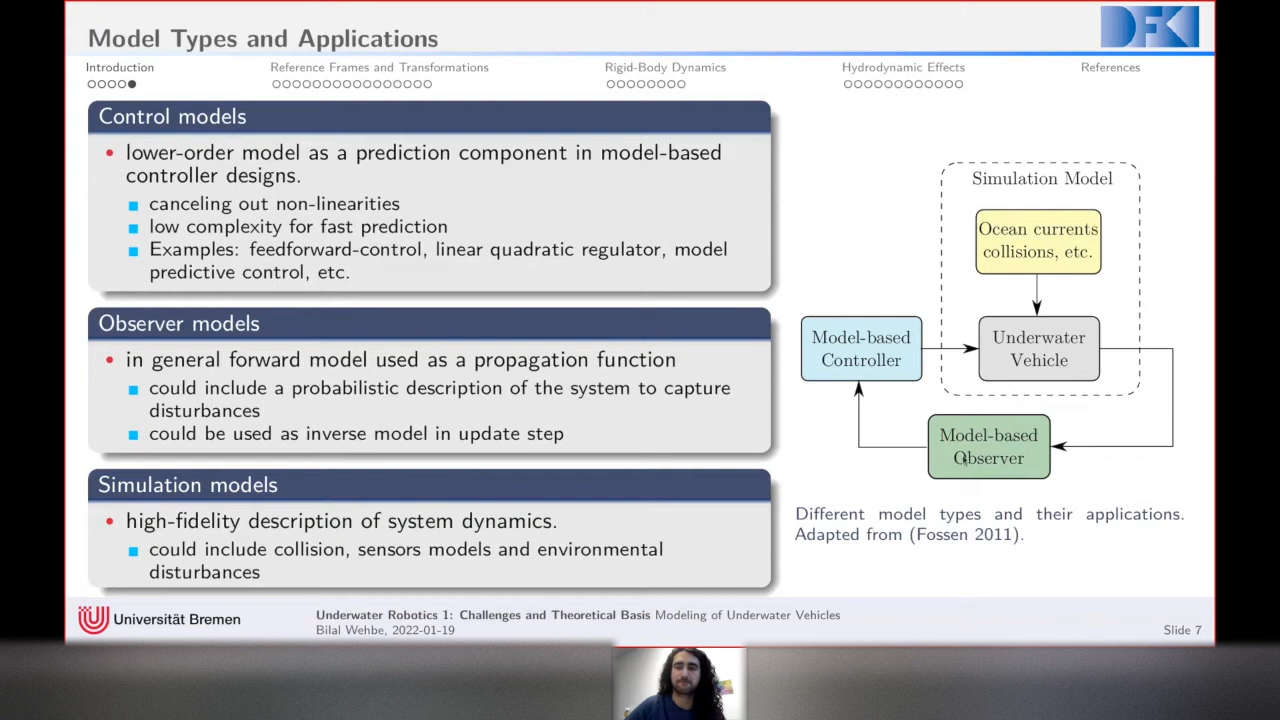 Model Types and Applications
DFKI
Introduction
Reference Frames and Transformations
Rigid-Body Dynamics
Hydrodynamic Effects
References
Control models
lower-order model as a prediction component in model-based
controller designs.
canceling out non-linearities
low complexity for fast prediction
Examples: feedforward-control, linear quadratic regulator, model
predictive control, etc.
Observer models
in general forward model used as a propagation function
could include a probabilistic description of the system to capture
disturbances
could be used as inverse model in update step
Simulation models
high-fidelity description of system dynamics.
could include collision, sensors models and environmental
disturbances
Simulation Model
Ocean currents
collisions, etc.
Model-based
Controller
Underwater
Vehicle
Model-based
Observer
Different model types and their applications.
Adapted from (Fossen 2011).
Universität Bremen
Underwater Robotics 1: Challenges and Theoretical Basis Modeling of Underwater Vehicles
Bilal Wehbe, 2022-01-19
Slide 7